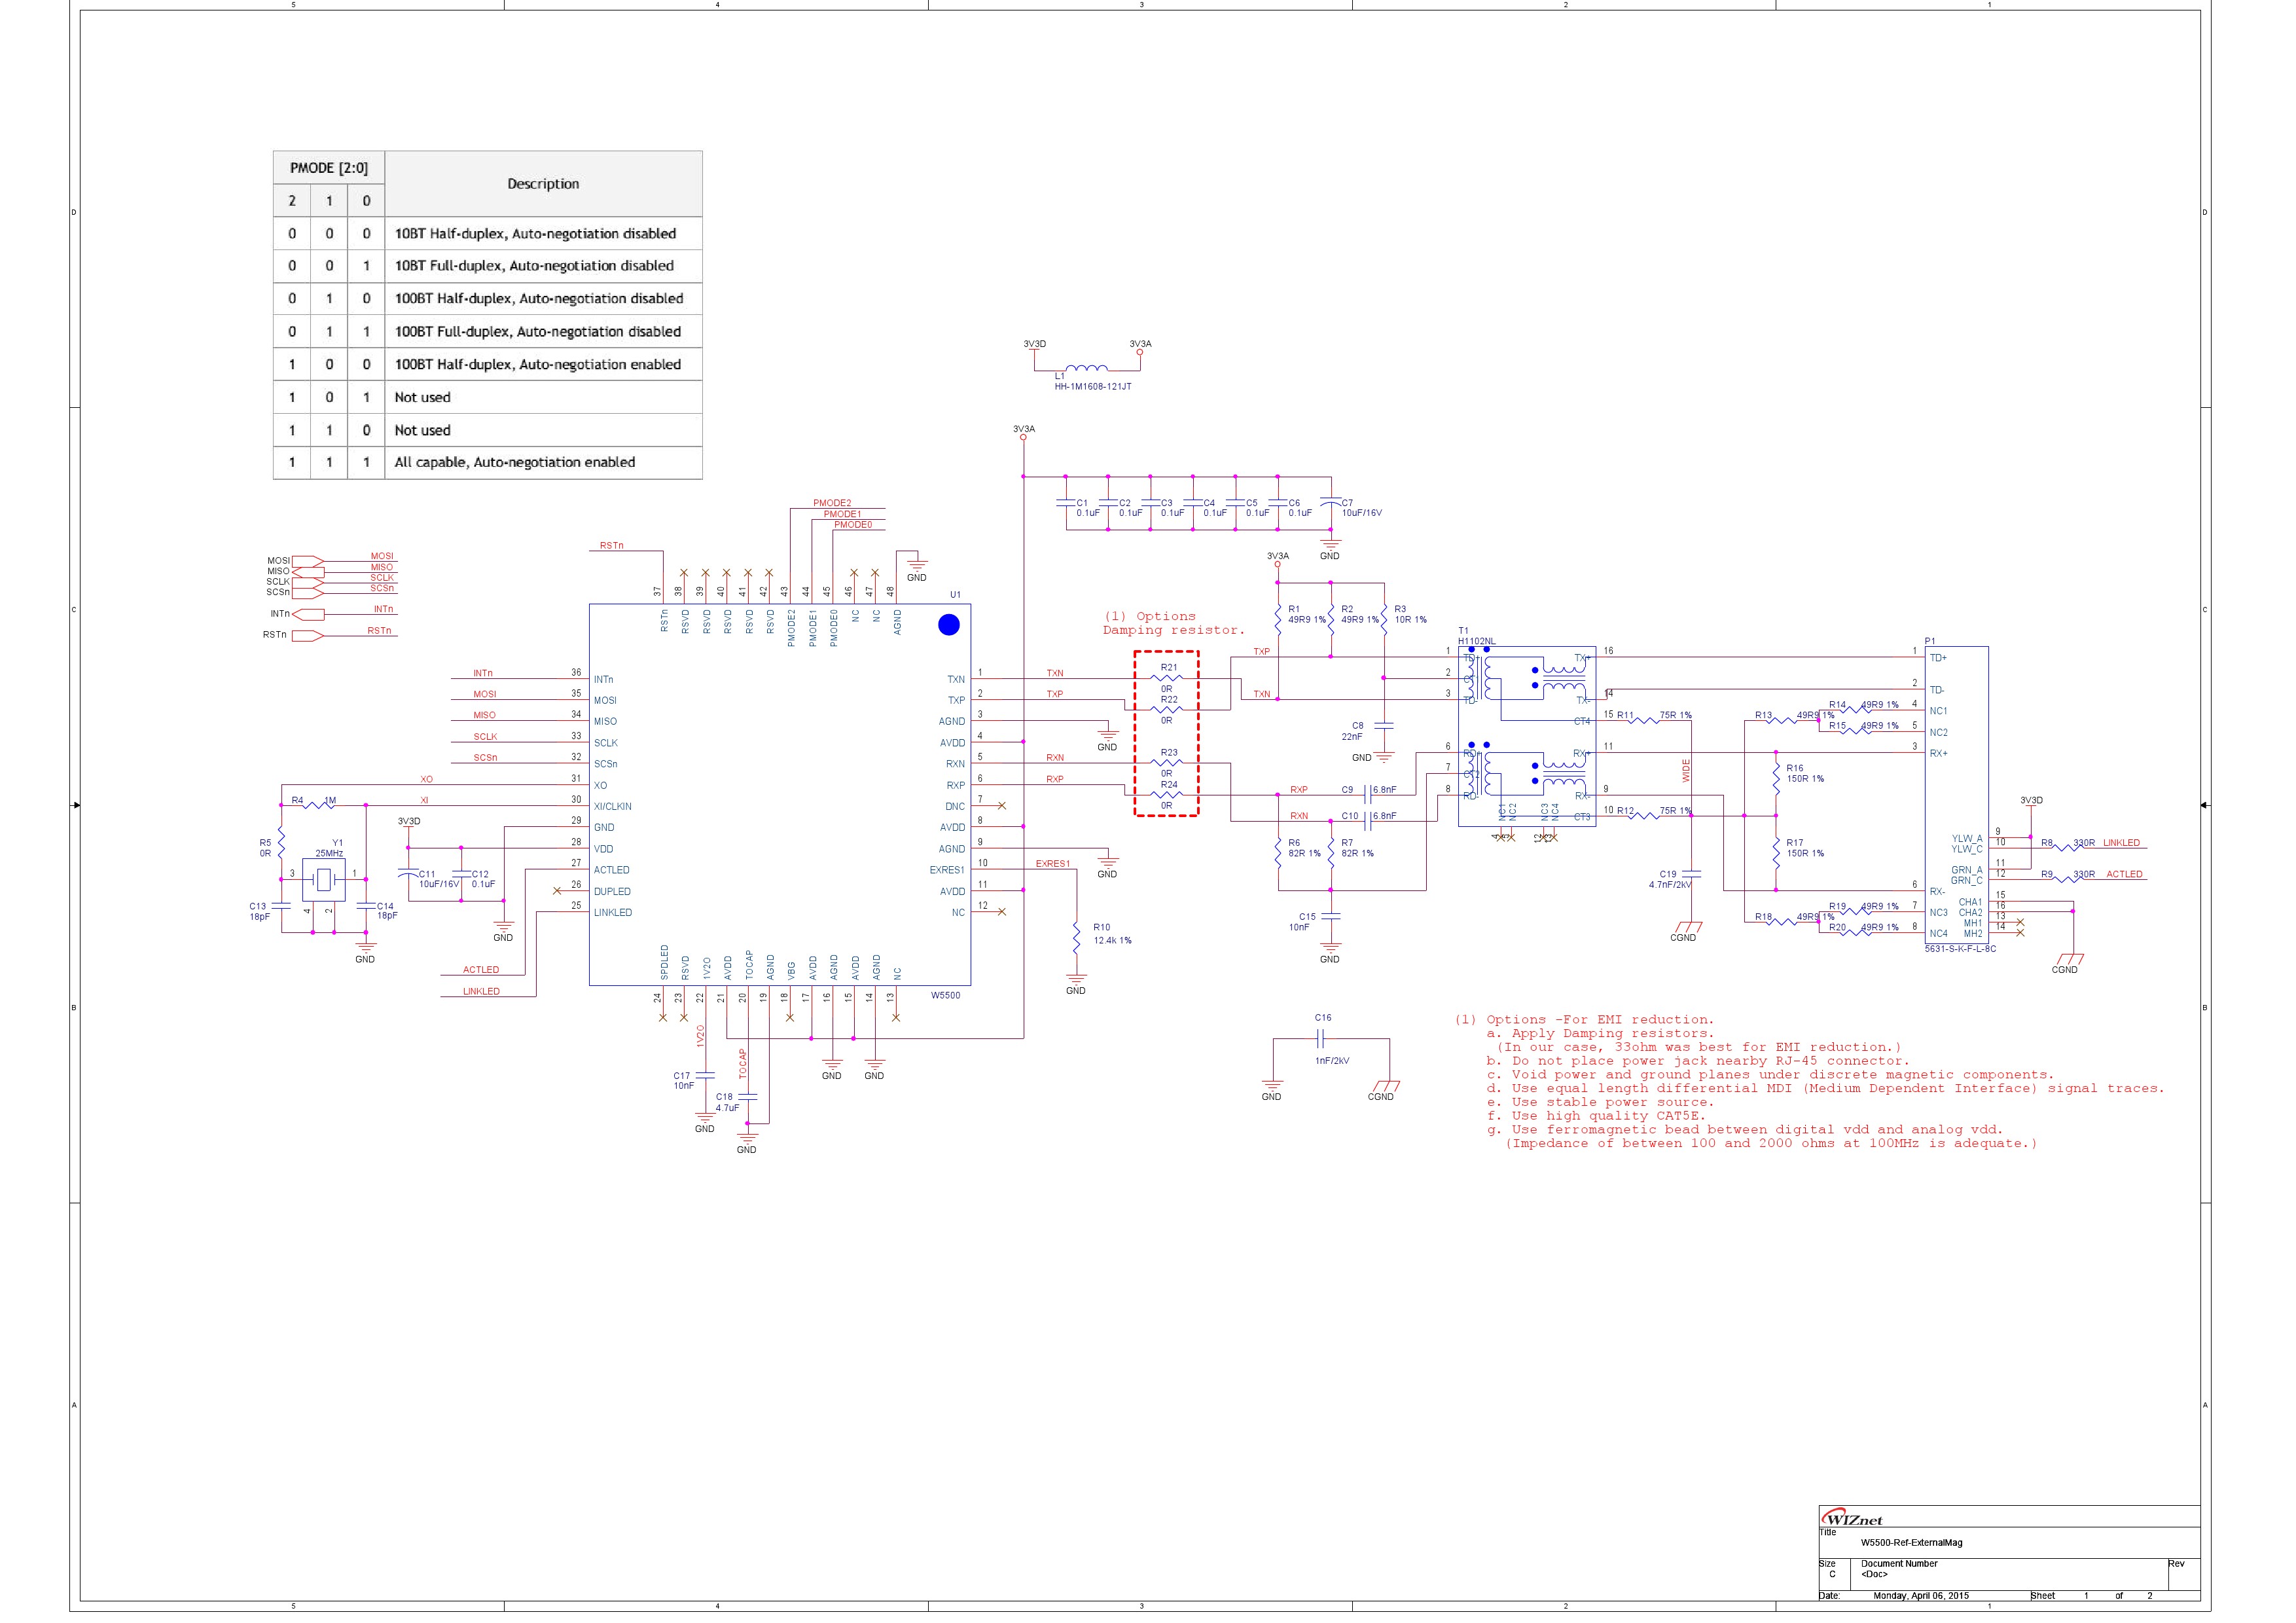 5 4 3 2 1
PMODE [2:0] Description
2 1 0
0 0 0 10BT Half-duplex, Auto-negotiation disabled
0 0 1 10BT Full-duplex, Auto-negotiation disabled
0 1 0 100BT Half-duplex, Auto-negotiation disabled
0 1 1 100BT Full-duplex, Auto-negotiation disabled
1 0 0 100BT Half-duplex, Auto-negotiation enabled
1 0 1 Not used
1 1 0 Not used
1 1 1 All capable, Auto-negotiation enabled
D D
C C
B B
A A
3V3D 3V3A
L1
HH-1M1608-121JT
3V3A
C1 C2 C3 C4 C5 C6 C7
0.1uF 0.1uF 0.1uF 0.1uF 0.1uF 0.1uF 10uF/16V
GND
MOSI MOSI
MISO MISO
SCLK SCLK
SCSn SCSn
INTn INTn
RSTn RSTn
PMODE2
PMODE1
PMODE0
RSTn
GND
37 38 39 40 41 42 43 44 45 46 47 48
RSTn RSVD RSVD RSVD RSVD RSVD PMODE2 PMODE1 PMODE0 NC NC AGND
U1
INTn 36 INTn
MOSI 35 MOSI
MISO 34 MISO
SCLK 33 SCLK
SCSn 32 SCSn
XO 31 XO
XI 30 XI/CLKIN
29 GND
28 VDD
27 ACTLED
26 DUPLED
25 LINKLED
R4 1M
R5
0R
Y1
25MHz
3 1
4 2
C13
18pF
C14
18pF
GND
3V3D
C11
10uF/16V
C12
0.1uF
GND
ACTLED
LINKLED
TXN 1 TXN
TXP 2 TXP
AGND 3
GND
AVDD 4
RXN 5 RXN
RXP 6 RXP
DNC 7
AVDD 8
AGND 9
GND
EXRES1 10 EXRES1
AVDD 11
NC 12
R10
12.4k 1%
GND
SPDLED RSVD 1V2O AVDD TOCAP AGND VBG AVDD AGND AVDD AGND NC
24 23 22 21 20 19 18 17 16 15 14 13
W5500
1V2O
TOCAP
C17
10nF
GND
C18
4.7uF
GND
GND GND
(1) Options
Damping resistor.
R21
0R
R22
0R
R23
0R
R24
0R
3V3A
R1
49R9 1%
R2
49R9 1%
R3
10R 1%
TXP
TXN
C8
22nF
GND
RXP C9 6.8nF
RXN C10 6.8nF
R6
82R 1%
R7
82R 1%
C15
10nF
GND
T1
H1102NL
1 TD+ TX+ 16
2
3 TD- TX- 14
CT4 15
6 RD+ RX+ 11
7
8 RD- RX- 9
CT3 10
NC1 NC2 NC3 NC4
R11 75R 1%
R12 75R 1%
WIDE
C19
4.7nF/2kV
CGND
R13 49R9 1%
R14 49R9 1%
R15 49R9 1%
R16
150R 1%
R17
150R 1%
R18 49R9 1%
R19 49R9 1%
R20 49R9 1%
P1
1 TD+
2 TD-
4 NC1
5 NC2
3 RX+
6 RX-
7 NC3
8 NC4
YLW_A 9
YLW_C 10
GRN_A 11
GRN_C 12
CHA1 15
CHA2 16
MH1 13
MH2 14
5631-S-K-F-L-8C
3V3D
R8 330R LINKLED
R9 330R ACTLED
CGND
C16
1nF/2kV
GND CGND
(1) Options -For EMI reduction.
a. Apply Damping resistors.
(In our case, 33ohm was best for EMI reduction.)
b. Do not place power jack nearby RJ-45 connector.
c. Void power and ground planes under discrete magnetic components.
d. Use equal length differential MDI (Medium Dependent Interface) signal traces.
e. Use stable power source.
f. Use high quality CAT5E.
g. Use ferromagnetic bead between digital vdd and analog vdd.
(Impedance of between 100 and 2000 ohms at 100MHz is adequate.)
WIZnet
Title
W5500-Ref-ExternalMag
Size Document Number Rev
C <Doc>
Date: Monday, April 06, 2015 Sheet 1 of 2
5 4 3 2 1